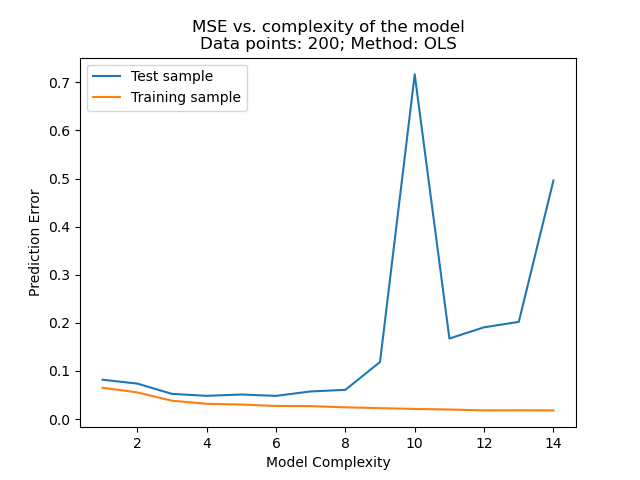 MSE vs. complexity of the model
Data points: 200; Method: OLS
Test sample
Training sample
Prediction Error
0.7
0.6
0.5
0.4
0.3
0.2
0.1
0.0
2 4 6 8 10 12 14
Model Complexity